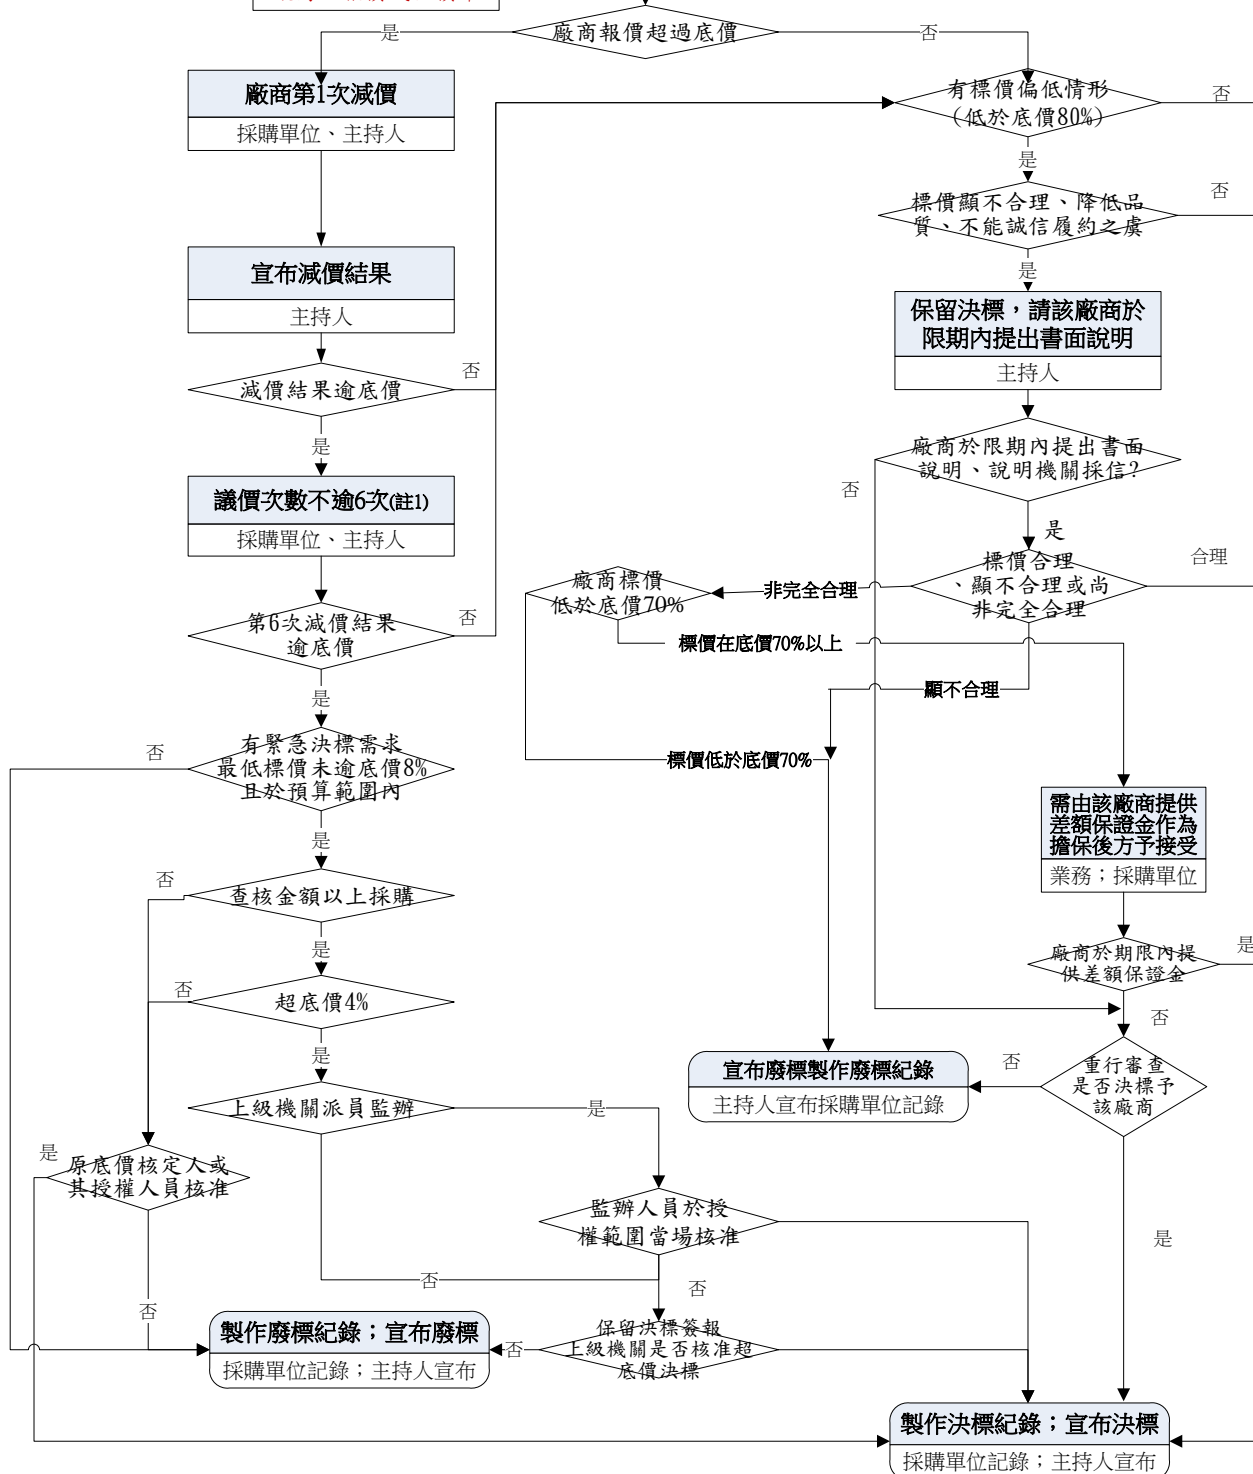 廠商報價超過底價
是
否
廠商第1次減價
採購單位、主持人
有標價偏低情形
(低於底價80%)
否
是
標價顯不合理、降低品
質、不能誠信履約之虞
否
是
宣布減價結果
主持人
保留決標，請該廠商於
限期內提出書面說明
主持人
減價結果逾底價
否
是
廠商於限期內提出書面
說明、說明機關採信?
否
是
議價次數不逾6次(註1)
採購單位、主持人
標價合理
、顯不合理或尚
非完全合理
合理
非完全合理
廠商標價
低於底價70%
第6次減價結果
逾底價
否
標價在底價70%以上
顯不合理
是
有緊急決標需求
最低標價未逾底價8%
且於預算範圍內
否
標價低於底價70%
需由該廠商提供
差額保證金作為
擔保後方予接受
業務；採購單位
是
查核金額以上採購
否
是
廠商於期限內提
供差額保證金
是
否
超底價4%
否
是
宣布廢標製作廢標紀錄
主持人宣布採購單位記錄
否
重行審查
是否決標予
該廠商
是
上級機關派員監辦
是
否
原底價核定人或
其授權人員核准
是
否
監辦人員於授
權範圍當場核准
否
製作廢標紀錄；宣布廢標
採購單位記錄；主持人宣布
否
保留決標簽報
上級機關是否核准超
底價決標
製作決標紀錄；宣布決標
採購單位記錄；主持人宣布